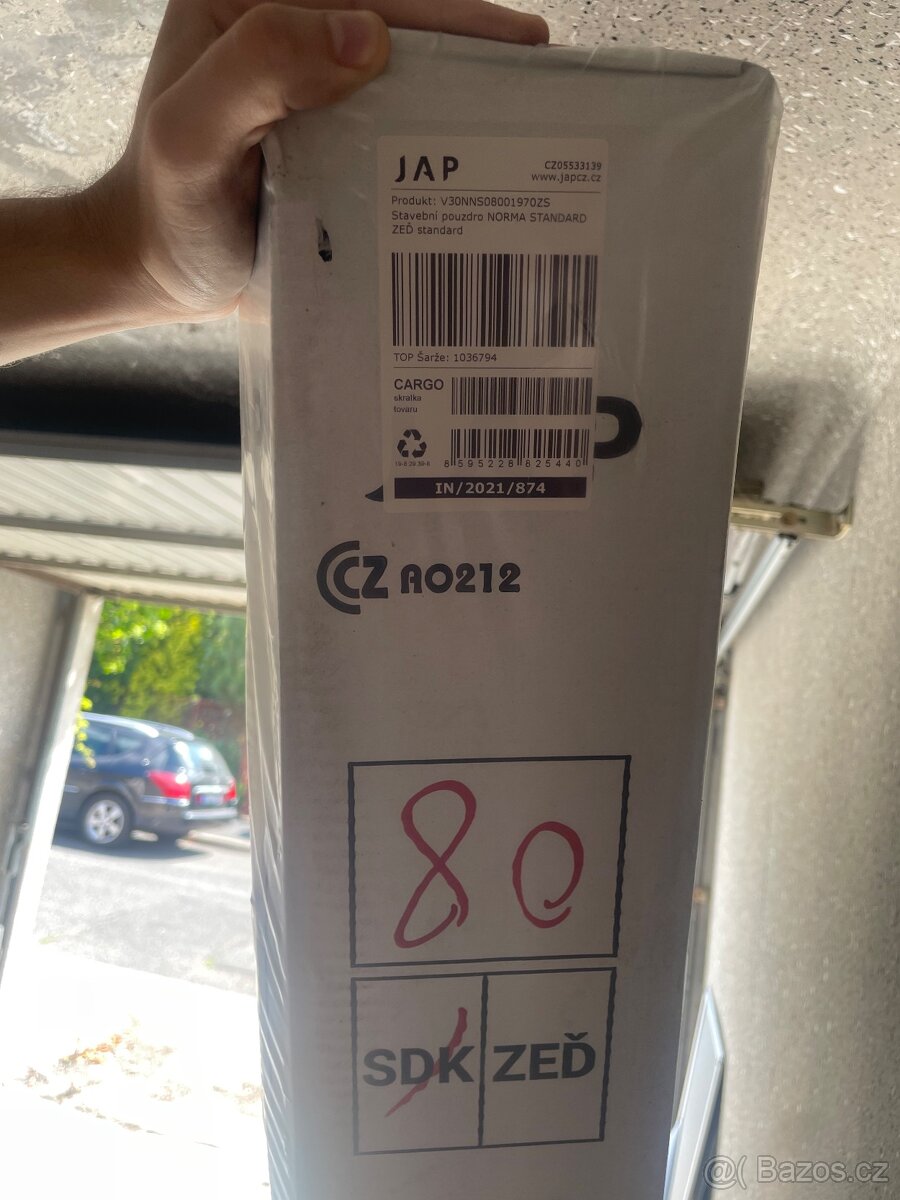 JAP
CZ05533139
www.japcz.cz
Produkt: V30NNS08001970ZS
Stavební pouzdro NORMA STANDARD
ZEĎ standard
TOP Šarže: 1036794
CARGO
skratka
tovaru
8 595228 825440
IN/2021/874
CZ AO212
80
SDK ZEĎ
@( Bazos.cz